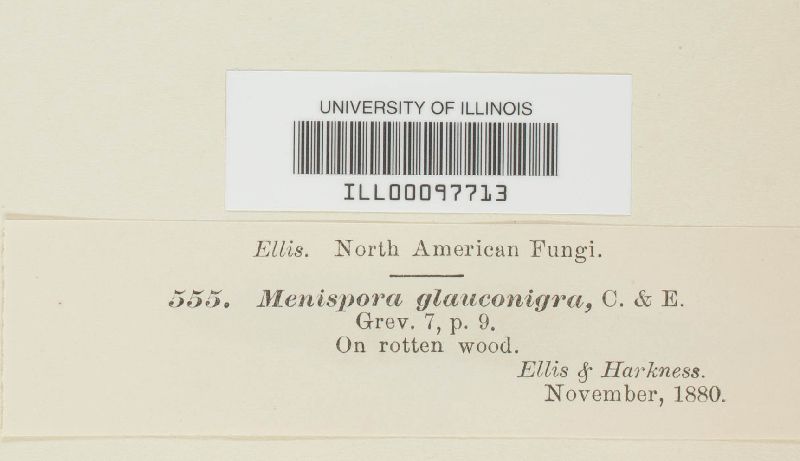 UNIVERSITY OF ILLINOIS
ILL00097713
Ellis. North American Fungi.
555. Menispora glauconigra, C. & E.
Grev. 7, p. 9.
On rotten wood.
Ellis & Harkness.
November, 1880.